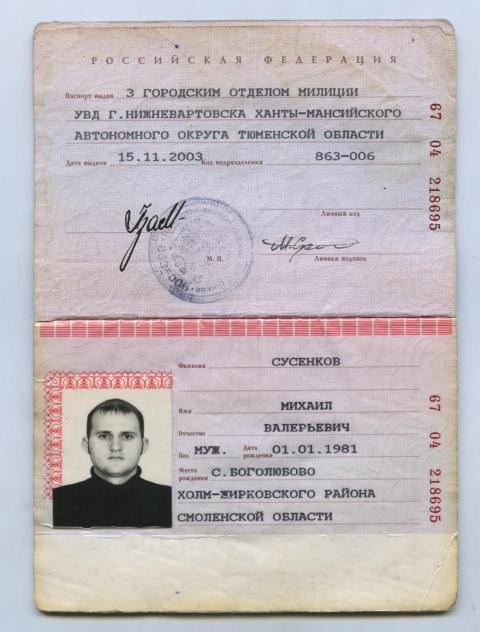 РОССИЙСКАЯ ФЕДЕРАЦИЯ
Паспорт выдан 3 ГОРОДСКИМ ОТДЕЛОМ МИЛИЦИИ
УВД Г.НИЖНЕВАРТОВСКА ХАНТЫ-МАНСИЙСКОГО
АВТОНОМНОГО ОКРУГА ТЮМЕНСКОЙ ОБЛАСТИ
Дата выдачи 15.11.2003 Код подразделения 863-006
67 04 218695
Личный код
М. П.
Личная подпись
Фамилия СУСЕНКОВ
Имя МИХАИЛ
Отчество ВАЛЕРЬЕВИЧ
Пол МУЖ. Дата рождения 01.01.1981
Место рождения С.БОГОЛЮБОВО
ХОЛМ-ЖИРКОВСКОГО РАЙОНА
СМОЛЕНСКОЙ ОБЛАСТИ
67 04 218695